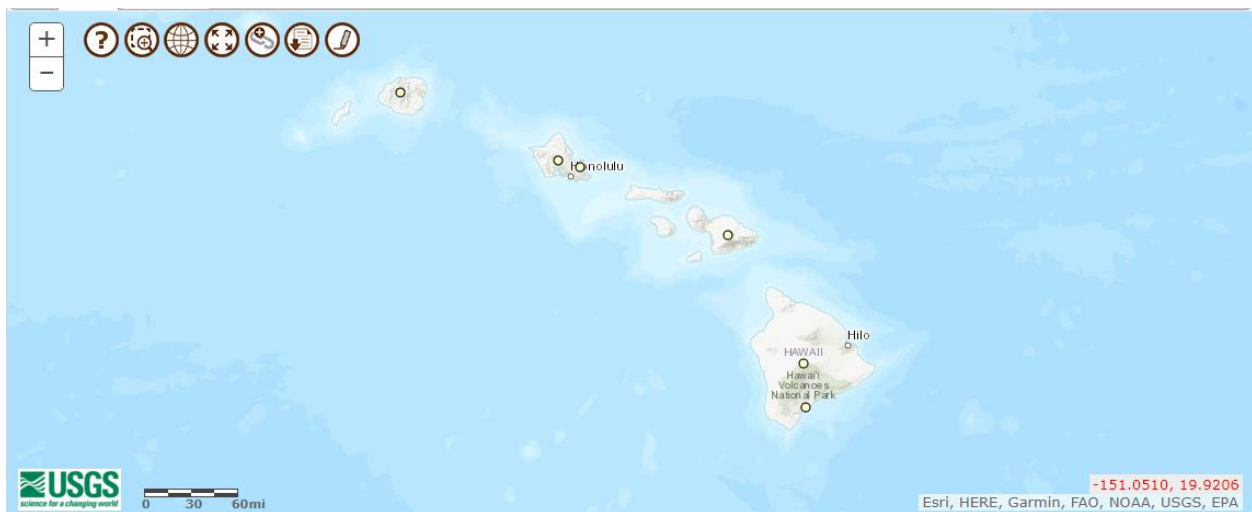 +
−
?
Honolulu
Hilo
HAWAII
Hawai'i
Volcanoes
National Park
USGS
science for a changing world
0 30 60mi
-151.0510, 19.9206
Esri, HERE, Garmin, FAO, NOAA, USGS, EPA